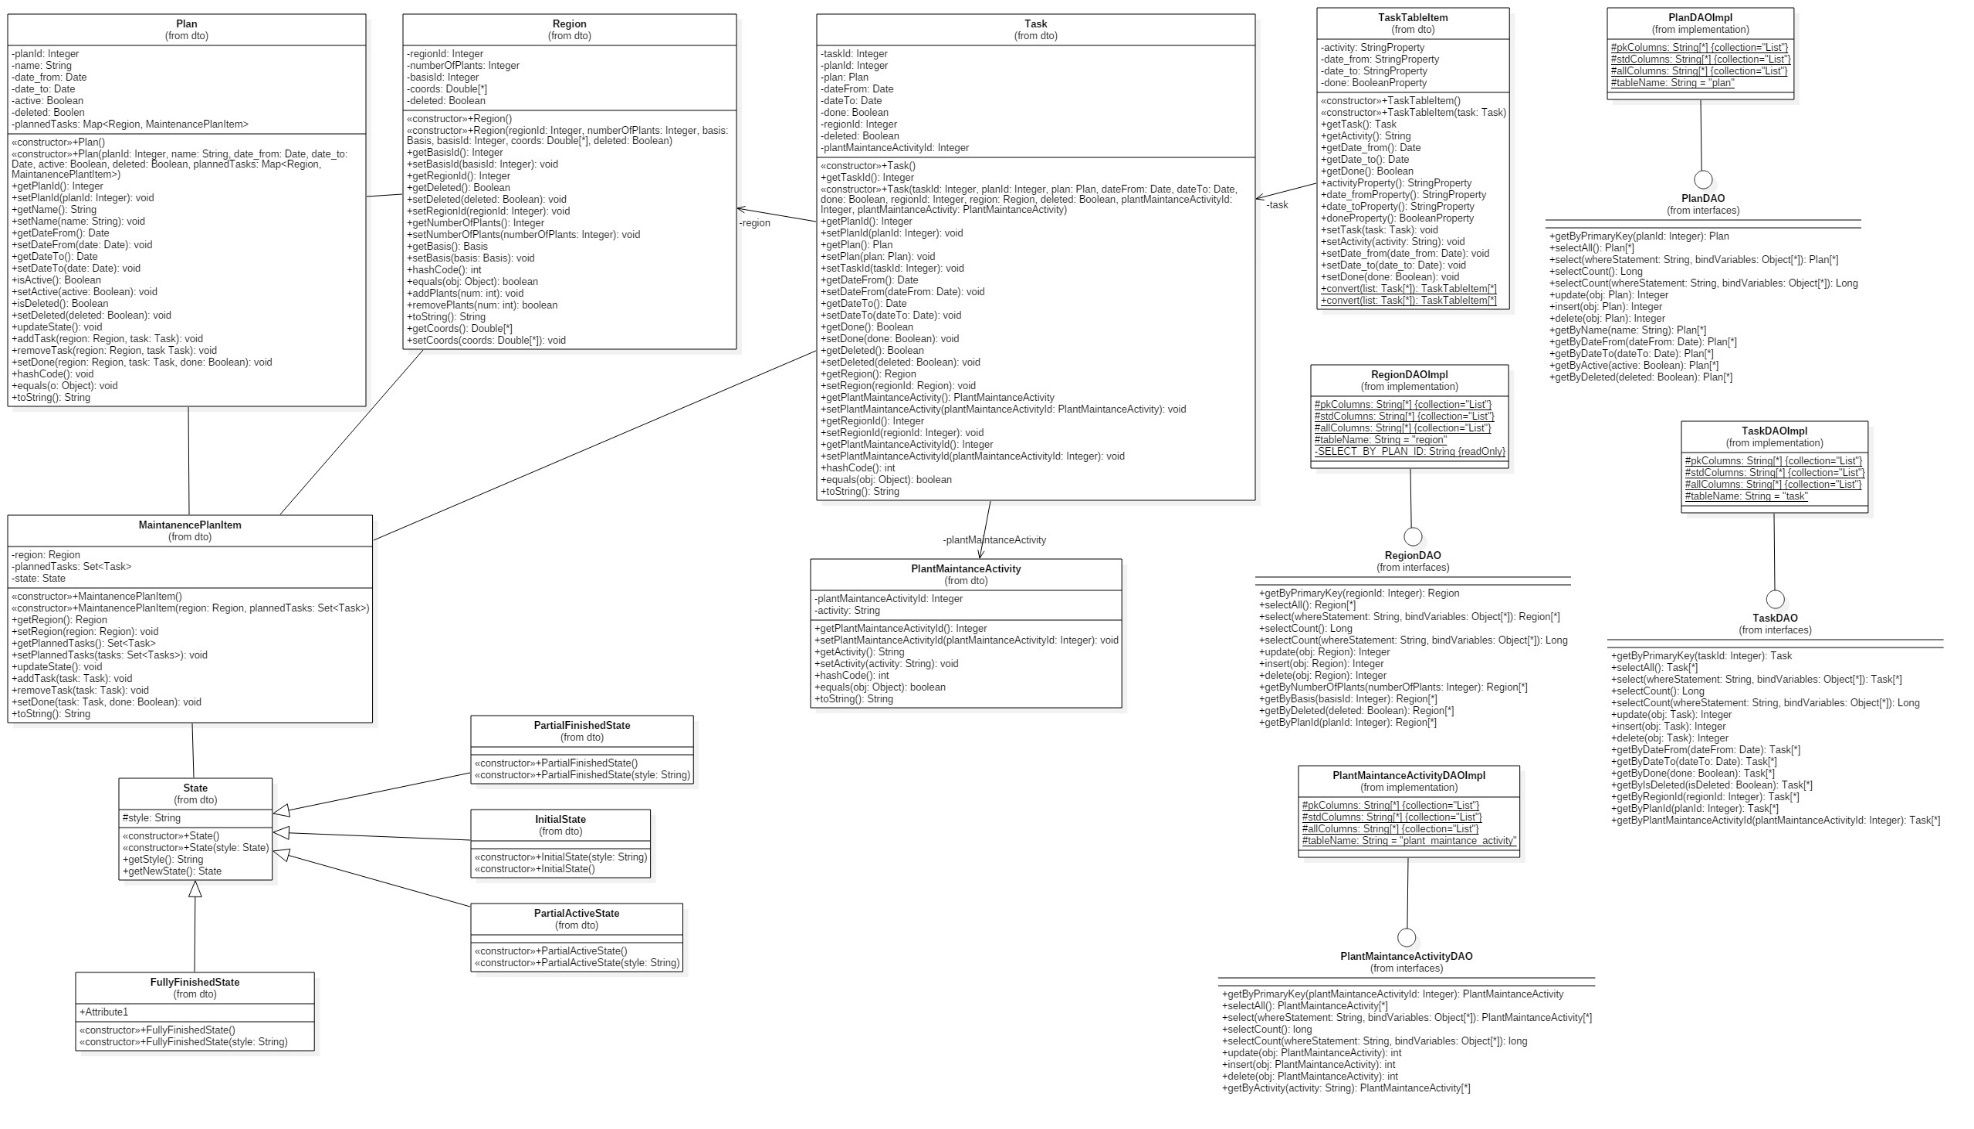 Plan
(from dto)
-planId: Integer
-name: String
-date_from: Date
-date_to: Date
-active: Boolean
-deleted: Boolen
-plannedTasks: Map<Region, MaintenancePlanItem>
«constructor»+Plan()
«constructor»+Plan(planId: Integer, name: String, date_from: Date, date_to:
Date, active: Boolean, deleted: Boolean, plannedTasks: Map<Region,
MaintanencePlantItem>)
+getPlanId(): Integer
+setPlanId(planId: Integer): void
+getName(): String
+setName(name: String): void
+getDateFrom(): Date
+setDateFrom(date: Date): void
+getDateTo(): Date
+setDateTo(date: Date): void
+isActive(): Boolean
+setActive(active: Boolean): void
+isDeleted(): Boolean
+setDeleted(deleted: Boolean): void
+updateState(): void
+addTask(region: Region, task: Task): void
+removeTask(region: Region, task Task): void
+setDone(region: Region, task: Task, done: Boolean): void
+hashCode(): void
+equals(o: Object): void
+toString(): String
Region
(from dto)
-regionId: Integer
-numberOfPlants: Integer
-basisId: Integer
-coords: Double[*]
-deleted: Boolean
«constructor»+Region()
«constructor»+Region(regionId: Integer, numberOfPlants: Integer, basis:
Basis, basisId: Integer, coords: Double[*], deleted: Boolean)
+getBasisId(): Integer
+setBasisId(basisId: Integer): void
+getRegionId(): Integer
+getDeleted(): Boolean
+setDeleted(deleted: Boolean): void
+setRegionId(regionId: Integer): void
+getNumberOfPlants(): Integer
+setNumberOfPlants(numberOfPlants: Integer): void
+getBasis(): Basis
+setBasis(basis: Basis): void
+hashCode(): int
+equals(obj: Object): boolean
+addPlants(num: int): void
+removePlants(num: int): boolean
+toString(): String
+getCoords(): Double[*]
+setCoords(coords: Double[*]): void
-region
Task
(from dto)
-taskId: Integer
-planId: Integer
-plan: Plan
-dateFrom: Date
-dateTo: Date
-done: Boolean
-regionId: Integer
-deleted: Boolean
-plantMaintanceActivityId: Integer
«constructor»+Task()
+getTaskId(): Integer
«constructor»+Task(taskId: Integer, planId: Integer, plan: Plan, dateFrom: Date, dateTo: Date,
done: Boolean, regionId: Integer, region: Region, deleted: Boolean, plantMaintanceActivityId:
Integer, plantMaintanceActivity: PlantMaintanceActivity)
+getPlanId(): Integer
+setPlanId(planId: Integer): void
+getPlan(): Plan
+setPlan(plan: Plan): void
+setTaskId(taskId: Integer): void
+getDateFrom(): Date
+setDateFrom(dateFrom: Date): void
+getDateTo(): Date
+setDateTo(dateTo: Date): void
+getDone(): Boolean
+setDone(done: Boolean): void
+getDeleted(): Boolean
+setDeleted(deleted: Boolean): void
+getRegion(): Region
+setRegion(regionId: Region): void
+getPlantMaintanceActivity(): PlantMaintanceActivity
+setPlantMaintanceActivity(plantMaintanceActivityId: PlantMaintanceActivity): void
+getRegionId(): Integer
+setRegionId(regionId: Integer): void
+getPlantMaintanceActivityId(): Integer
+setPlantMaintanceActivityId(plantMaintanceActivityId: Integer): void
+hashCode(): int
+equals(obj: Object): boolean
+toString(): String
-task
TaskTableItem
(from dto)
-activity: StringProperty
-date_from: StringProperty
-date_to: StringProperty
-done: BooleanProperty
«constructor»+TaskTableItem()
«constructor»+TaskTableItem(task: Task)
+getTask(): Task
+getActivity(): String
+getDate_from(): Date
+getDate_to(): Date
+getDone(): Boolean
+activityProperty(): StringProperty
+date_fromProperty(): StringProperty
+date_toProperty(): StringProperty
+doneProperty(): BooleanProperty
+setTask(task: Task): void
+setActivity(activity: String): void
+setDate_from(date_from: Date): void
+setDate_to(date_to: Date): void
+setDone(done: Boolean): void
+convert(list: Task[*]): TaskTableItem[*]
+convert(list: Task[*]): TaskTableItem[*]
PlanDAOImpl
(from implementation)
#pkColumns: String[*] {collection="List"}
#stdColumns: String[*] {collection="List"}
#allColumns: String[*] {collection="List"}
#tableName: String = "plan"
PlanDAO
(from interfaces)
+getByPrimaryKey(planId: Integer): Plan
+selectAll(): Plan[*]
+select(whereStatement: String, bindVariables: Object[*]): Plan[*]
+selectCount(): Long
+selectCount(whereStatement: String, bindVariables: Object[*]): Long
+update(obj: Plan): Integer
+insert(obj: Plan): Integer
+delete(obj: Plan): Integer
+getByName(name: String): Plan[*]
+getByDateFrom(dateFrom: Date): Plan[*]
+getByDateTo(dateTo: Date): Plan[*]
+getByActive(active: Boolean): Plan[*]
+getByDeleted(deleted: Boolean): Plan[*]
RegionDAOImpl
(from implementation)
#pkColumns: String[*] {collection="List"}
#stdColumns: String[*] {collection="List"}
#allColumns: String[*] {collection="List"}
#tableName: String = "region"
-SELECT_BY_PLAN_ID: String {readOnly}
RegionDAO
(from interfaces)
+getByPrimaryKey(regionId: Integer): Region
+selectAll(): Region[*]
+select(whereStatement: String, bindVariables: Object[*]): Region[*]
+selectCount(): Long
+selectCount(whereStatement: String, bindVariables: Object[*]): Long
+update(obj: Region): Integer
+insert(obj: Region): Integer
+delete(obj: Region): Integer
+getByNumberOfPlants(numberOfPlants: Integer): Region[*]
+getByBasis(basisId: Integer): Region[*]
+getByDeleted(deleted: Boolean): Region[*]
+getByPlanId(planId: Integer): Region[*]
TaskDAOImpl
(from implementation)
#pkColumns: String[*] {collection="List"}
#stdColumns: String[*] {collection="List"}
#allColumns: String[*] {collection="List"}
#tableName: String = "task"
TaskDAO
(from interfaces)
+getByPrimaryKey(taskId: Integer): Task
+selectAll(): Task[*]
+select(whereStatement: String, bindVariables: Object[*]): Task[*]
+selectCount(): Long
+selectCount(whereStatement: String, bindVariables: Object[*]): Long
+update(obj: Task): Integer
+insert(obj: Task): Integer
+delete(obj: Task): Integer
+getByDateFrom(dateFrom: Date): Task[*]
+getByDateTo(dateTo: Date): Task[*]
+getByDone(done: Boolean): Task[*]
+getByIsDeleted(isDeleted: Boolean): Task[*]
+getByRegionId(regionId: Integer): Task[*]
+getByPlanId(planId: Integer): Task[*]
+getByPlantMaintanceActivityId(plantMaintanceActivityId: Integer): Task[*]
MaintanencePlanItem
(from dto)
-region: Region
-plannedTasks: Set<Task>
-state: State
«constructor»+MaintanencePlanItem()
«constructor»+MaintanencePlanItem(region: Region, plannedTasks: Set<Task>)
+getRegion(): Region
+setRegion(region: Region): void
+getPlannedTasks(): Set<Task>
+setPlannedTasks(tasks: Set<Tasks>): void
+updateState(): void
+addTask(task: Task): void
+removeTask(task: Task): void
+setDone(task: Task, done: Boolean): void
+toString(): String
-plantMaintanceActivity
PlantMaintanceActivity
(from dto)
-plantMaintanceActivityId: Integer
-activity: String
+getPlantMaintanceActivityId(): Integer
+setPlantMaintanceActivityId(plantMaintanceActivityId: Integer): void
+getActivity(): String
+setActivity(activity: String): void
+hashCode(): int
+equals(obj: Object): boolean
+toString(): String
State
(from dto)
#style: String
«constructor»+State()
«constructor»+State(style: State)
+getStyle(): String
+getNewState(): State
PartialFinishedState
(from dto)
«constructor»+PartialFinishedState()
«constructor»+PartialFinishedState(style: String)
InitialState
(from dto)
«constructor»+InitialState(style: String)
«constructor»+InitialState()
PartialActiveState
(from dto)
«constructor»+PartialActiveState()
«constructor»+PartialActiveState(style: String)
FullyFinishedState
(from dto)
+Attribute1
«constructor»+FullyFinishedState()
«constructor»+FullyFinishedState(style: String)
PlantMaintanceActivityDAOImpl
(from implementation)
#pkColumns: String[*] {collection="List"}
#stdColumns: String[*] {collection="List"}
#allColumns: String[*] {collection="List"}
#tableName: String = "plant_maintance_activity"
PlantMaintanceActivityDAO
(from interfaces)
+getByPrimaryKey(plantMaintanceActivityId: Integer): PlantMaintanceActivity
+selectAll(): PlantMaintanceActivity[*]
+select(whereStatement: String, bindVariables: Object[*]): PlantMaintanceActivity[*]
+selectCount(): long
+selectCount(whereStatement: String, bindVariables: Object[*]): long
+update(obj: PlantMaintanceActivity): int
+insert(obj: PlantMaintanceActivity): int
+delete(obj: PlantMaintanceActivity): int
+getByActivity(activity: String): PlantMaintanceActivity[*]